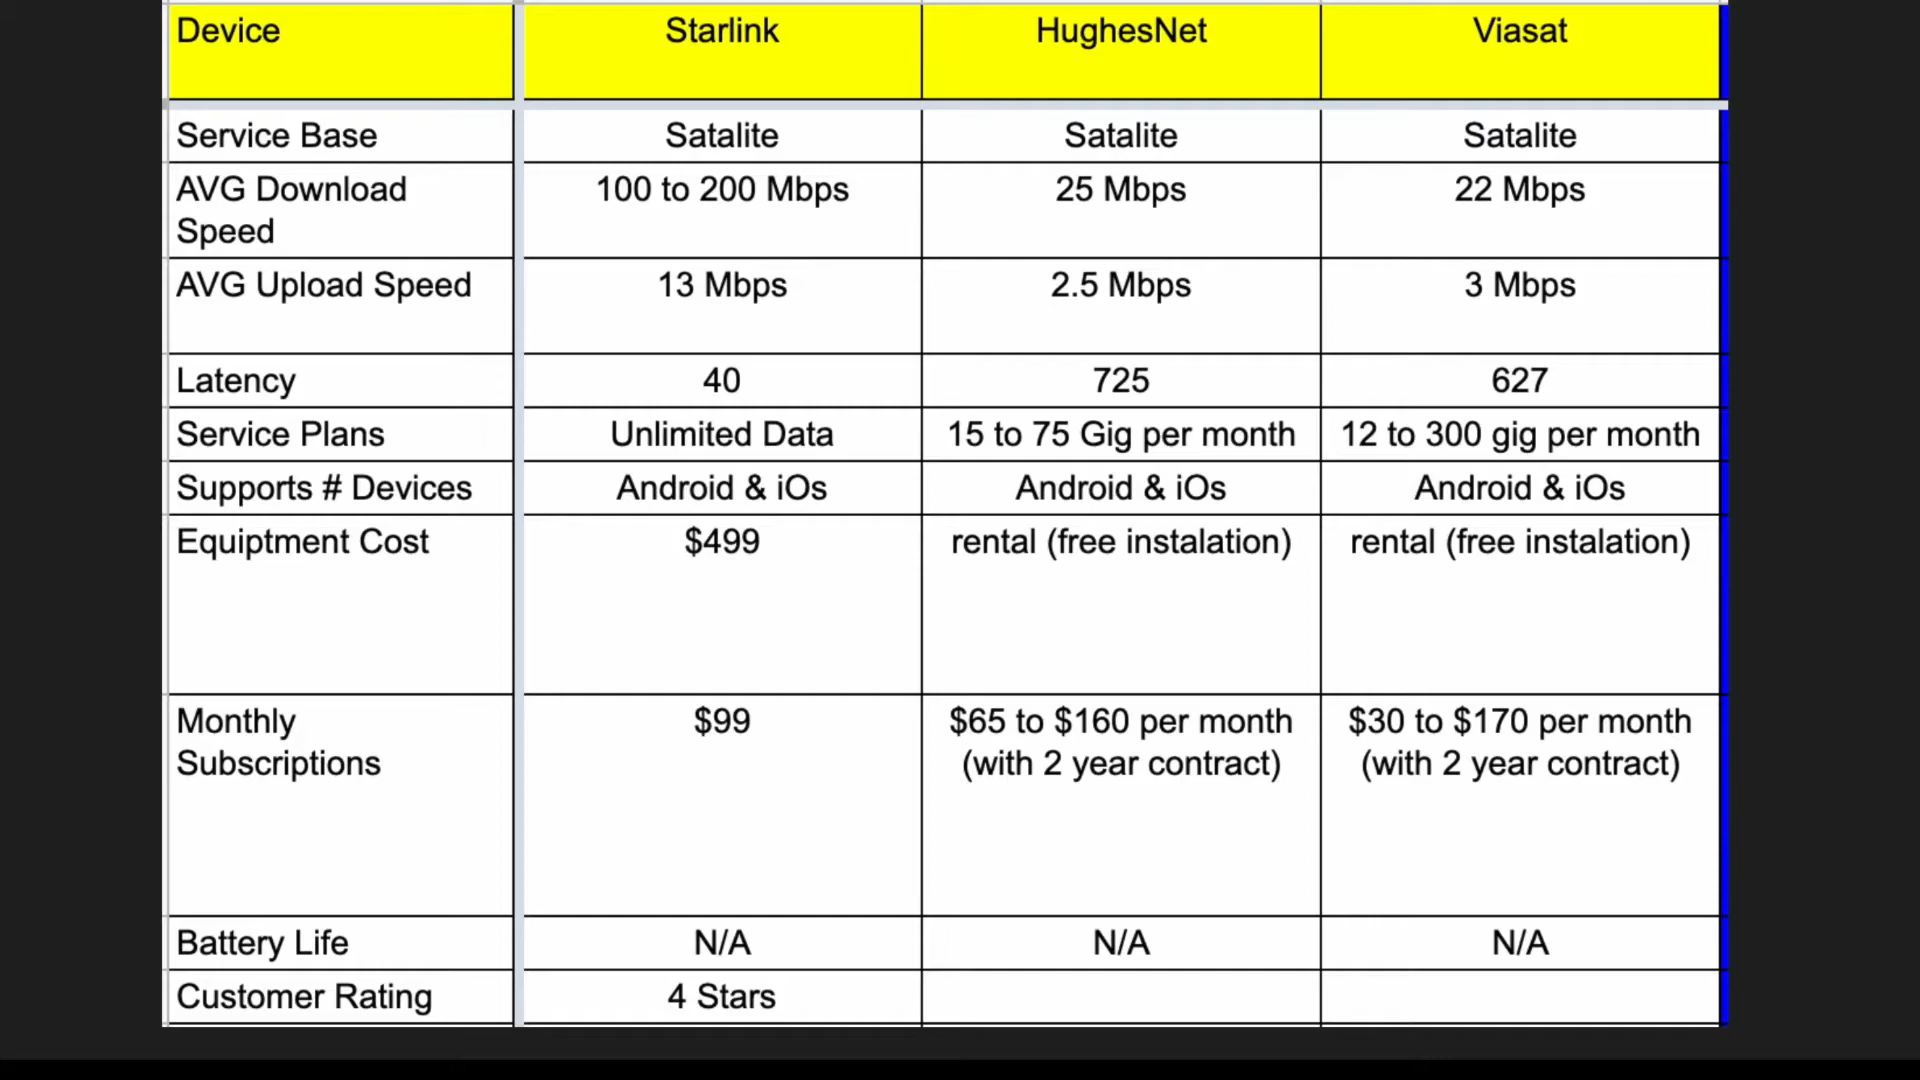 Device Starlink HughesNet Viasat
Service Base Satalite Satalite Satalite
AVG Download 100 to 200 Mbps 25 Mbps 22 Mbps
Speed
AVG Upload Speed 13 Mbps 2.5 Mbps 3 Mbps
Latency 40 725 627
Service Plans Unlimited Data 15 to 75 Gig per month 12 to 300 gig per month
Supports # Devices Android & iOs Android & iOs Android & iOs
Equiptment Cost $499 rental (free instalation) rental (free instalation)
Monthly $99 $65 to $160 per month $30 to $170 per month
Subscriptions (with 2 year contract) (with 2 year contract)
Battery Life N/A N/A N/A
Customer Rating 4 Stars